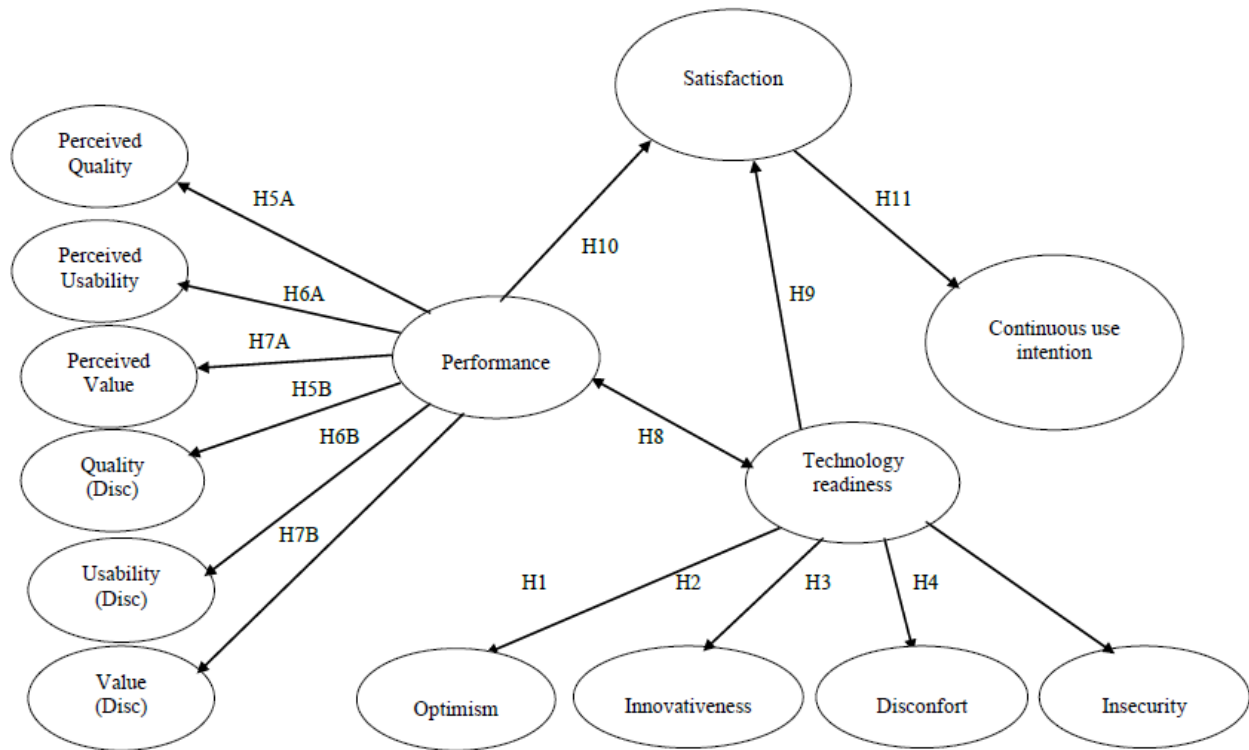 Satisfaction
Perceived
Quality
H5A
H11
Perceived
Usability
H10
H6A
H9
Continuous use
intention
H7A
Perceived
Value
Performance
H5B
H6B
H8
Quality
(Disc)
Technology
readiness
H7B
Usability
(Disc)
H1
H2
H3
H4
Value
(Disc)
Optimism
Innovativeness
Disconfort
Insecurity